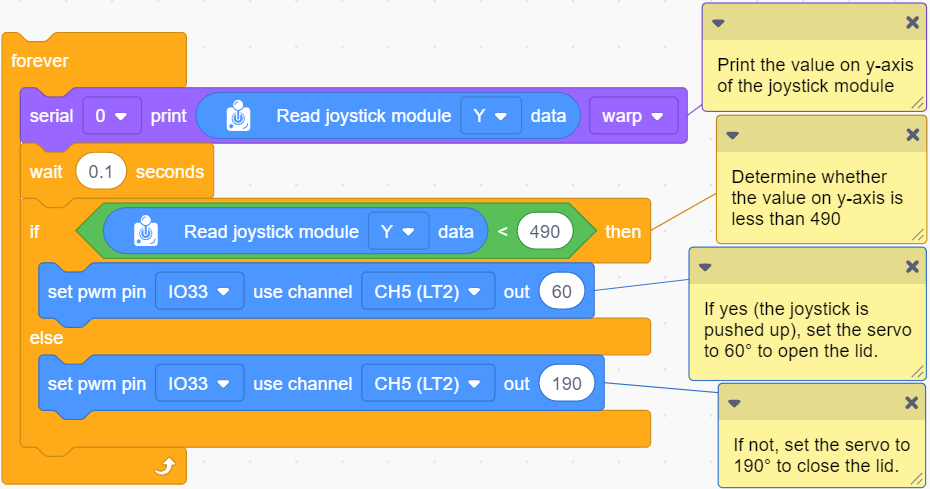 forever
serial 0 print Read joystick module Y data warp
wait 0.1 seconds
if Read joystick module Y data < 490 then
set pwm pin IO33 use channel CH5 (LT2) out 60
else
set pwm pin IO33 use channel CH5 (LT2) out 190
Print the value on y-axis
of the joystick module
Determine whether
the value on y-axis is
less than 490
If yes (the joystick is
pushed up), set the servo
to 60° to open the lid.
If not, set the servo to
190° to close the lid.